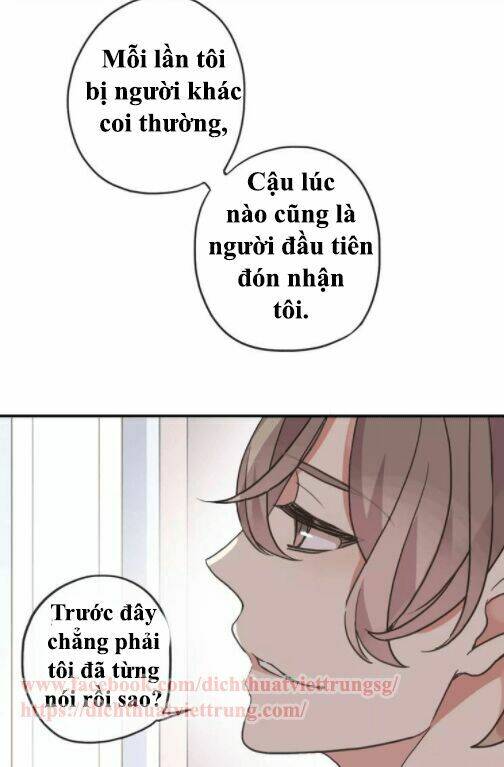 Mỗi lần tôi
bị người khác
coi thường,
Cậu lúc
nào cũng là
người đầu tiên
đón nhận
tôi.
Trước đây
chẳng phải
tôi đã từng
nói rồi sao?
www.facebook.com/dichthuatviettrungsg/
https://dichthuatviettrung.com/